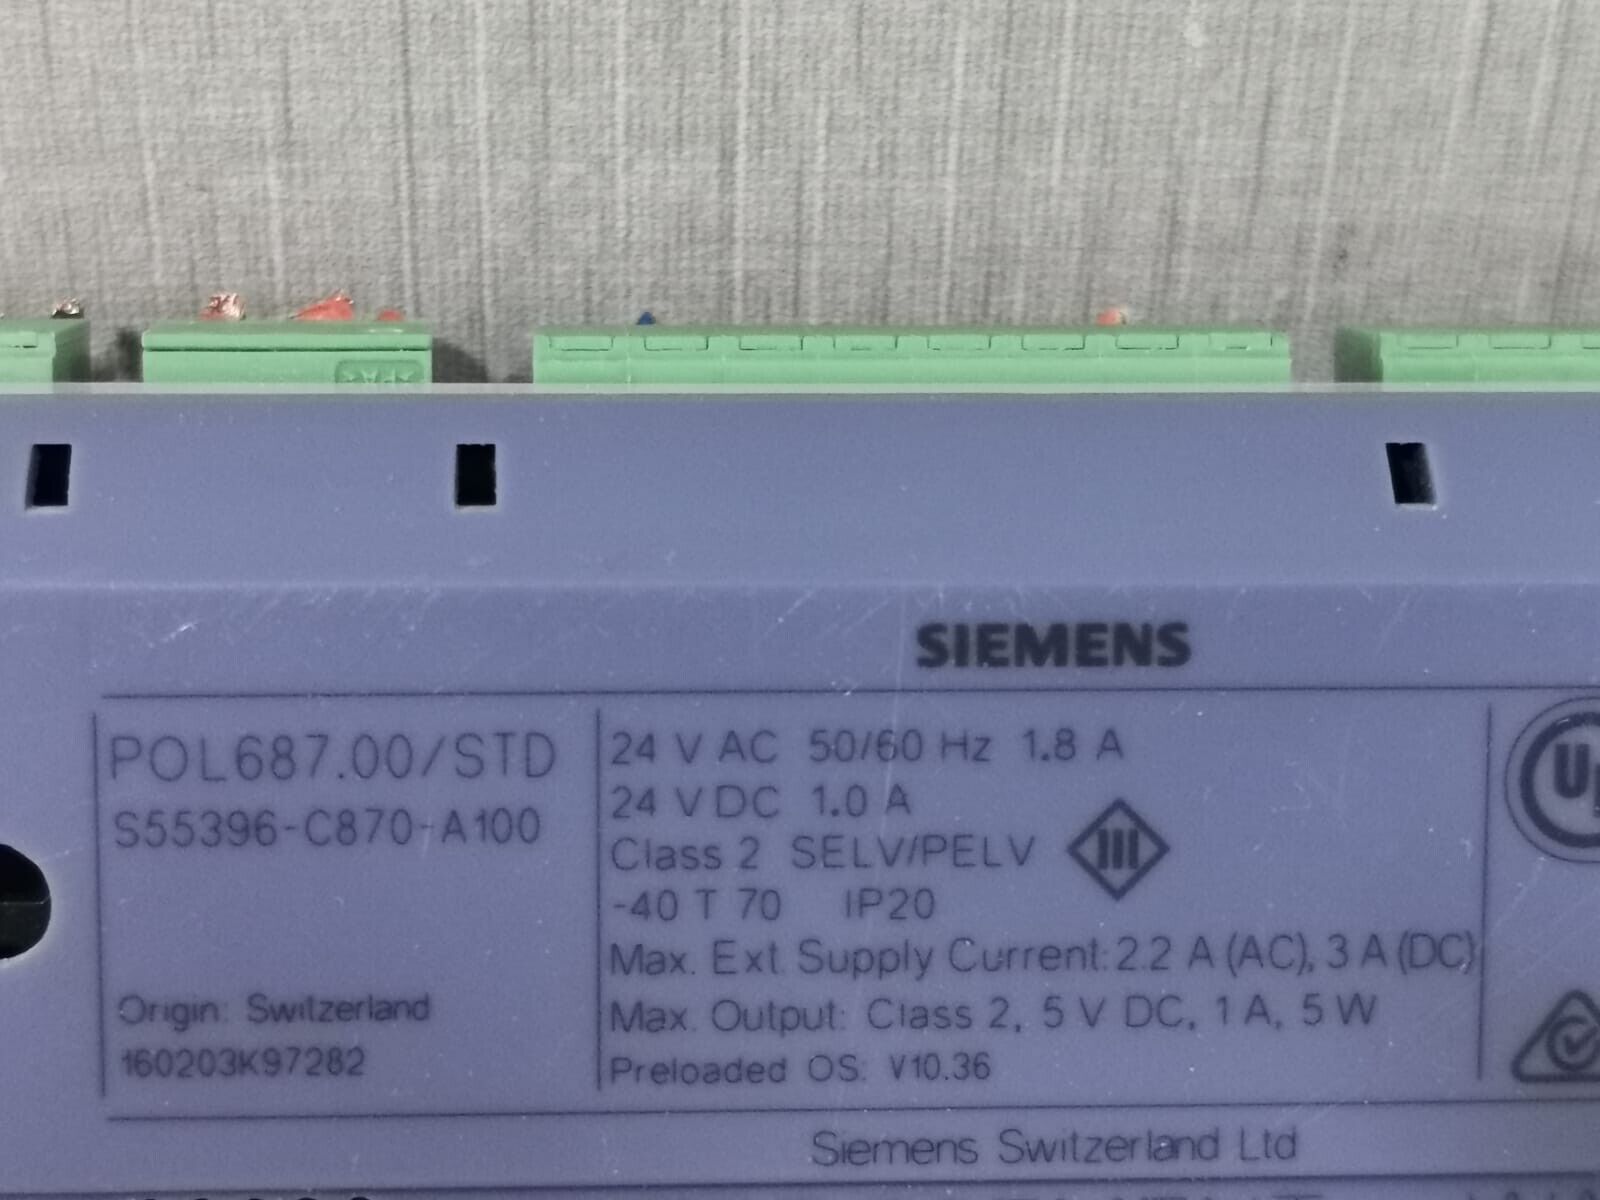 SIEMENS
POL687.00/STD
S55396-C870-A100
Origin: Switzerland
160203K97282
24 V AC 50/60 Hz 1.8 A
24 V DC 1.0 A
Class 2 SELV/PELV III
-40 T 70 IP20
Max. Ext. Supply Current: 2.2 A (AC), 3 A (DC)
Max. Output: Class 2, 5 V DC, 1 A, 5 W
Preloaded OS: V10.36
UL
Siemens Switzerland Ltd